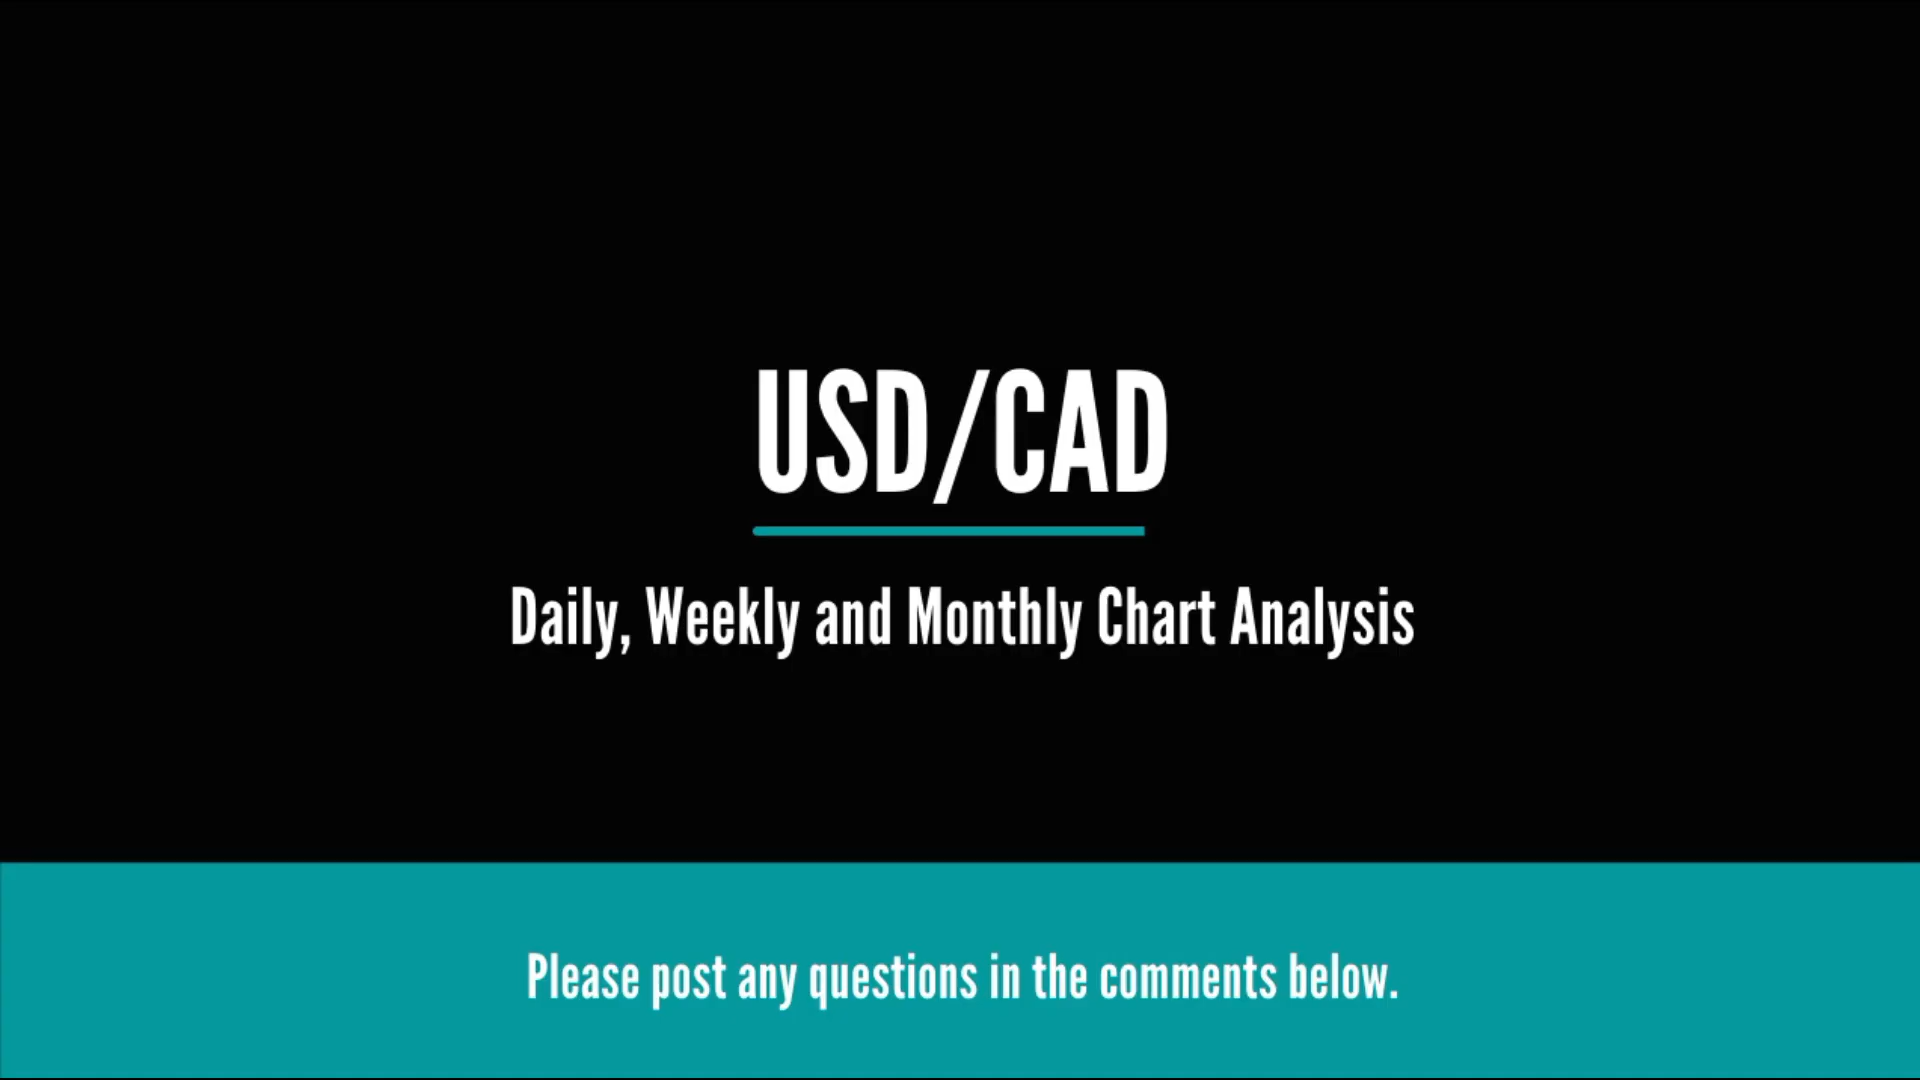 USD/CAD
Daily, Weekly and Monthly Chart Analysis
Please post any questions in the comments below.